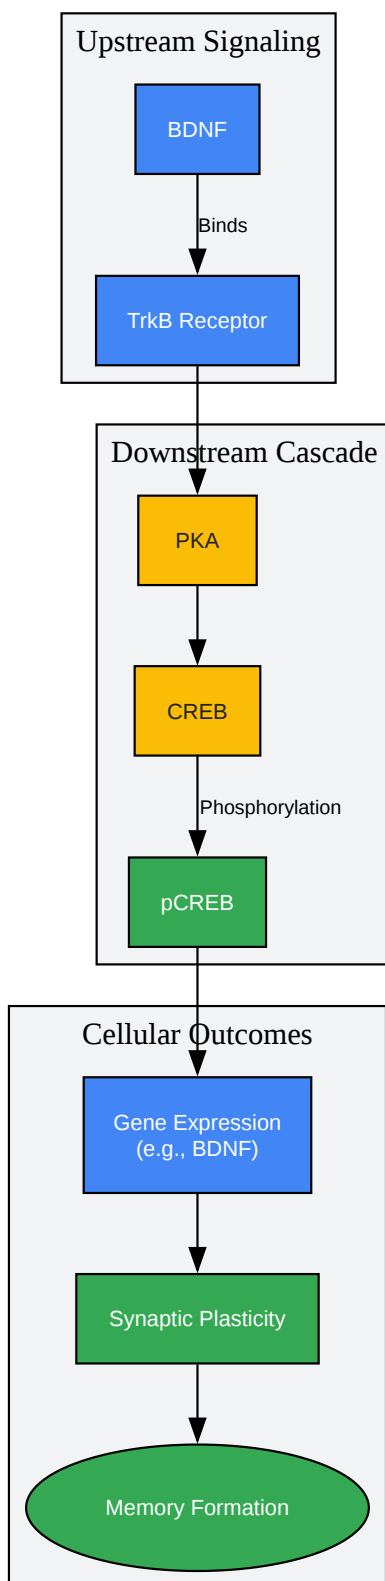 Upstream Signaling
BDNF
Binds
TrkB Receptor
Downstream Cascade
PKA
CREB
Phosphorylation
pCREB
Cellular Outcomes
Gene Expression
(e.g., BDNF)
Synaptic Plasticity
Memory Formation